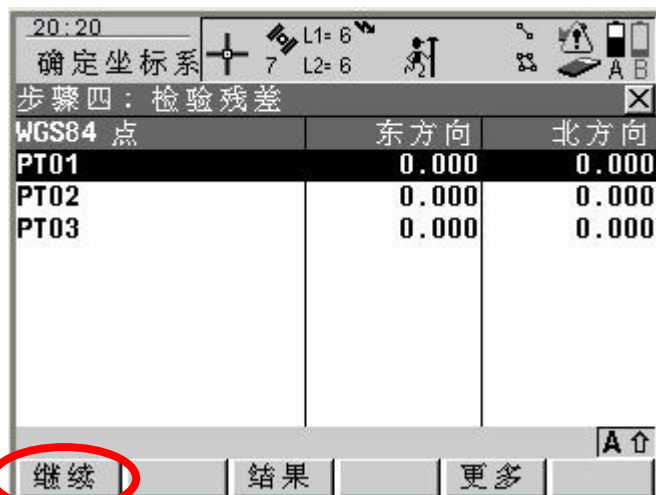 20:20
确定坐标系 7 L1= 6 L2= 6 A B
步骤四：检验残差
WGS84 点 东方向 北方向
PT01 0.000 0.000
PT02 0.000 0.000
PT03 0.000 0.000
A
继续 结果 更多